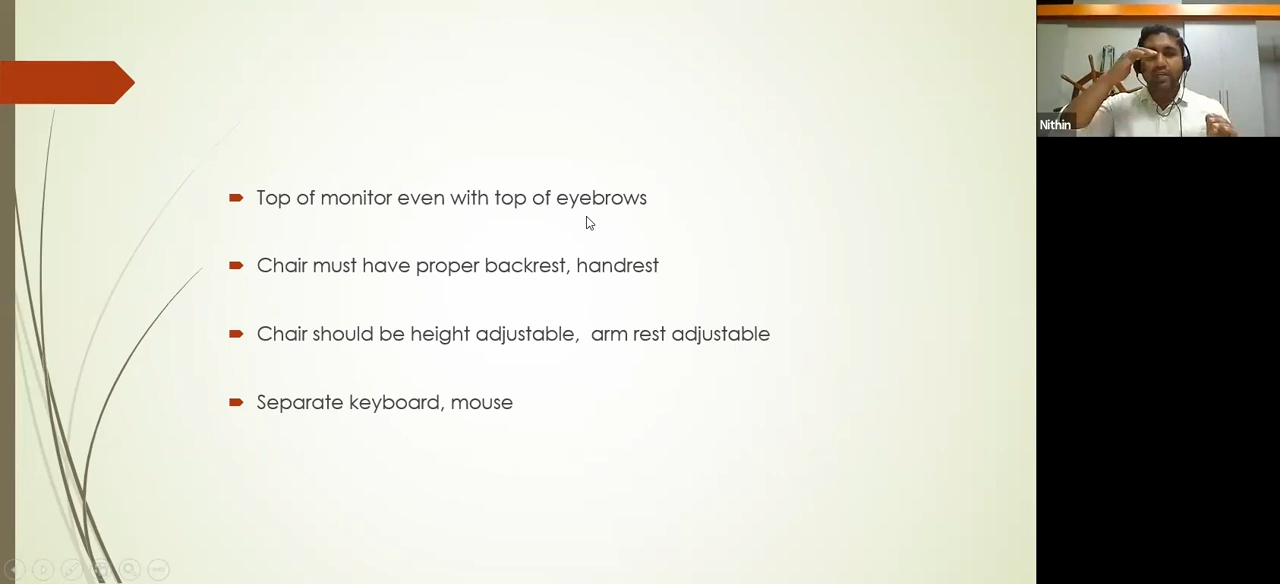 Top of monitor even with top of eyebrows
Chair must have proper backrest, handrest
Chair should be height adjustable,  arm rest adjustable
Separate keyboard, mouse
Nithin